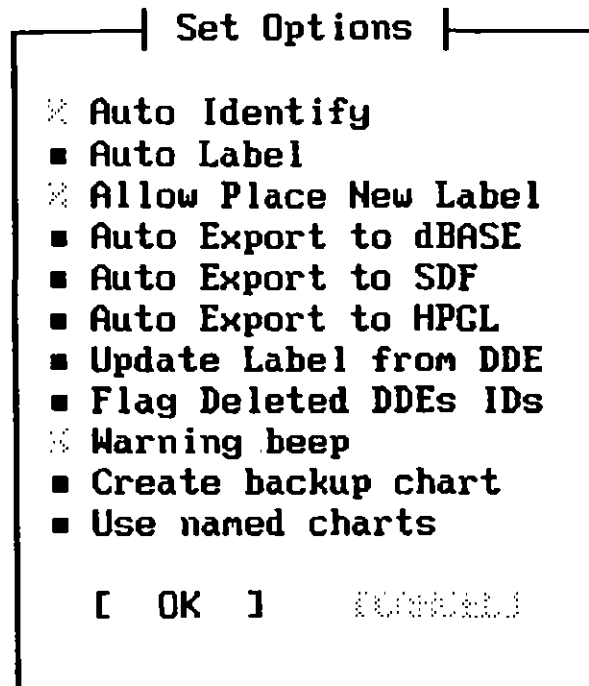 Set Options
Auto Identify
Auto Label
Allow Place New Label
Auto Export to dBASE
Auto Export to SDF
Auto Export to HPGL
Update Label from DDE
Flag Deleted DDEs IDs
Warning beep
Create backup chart
Use named charts
[ OK ]